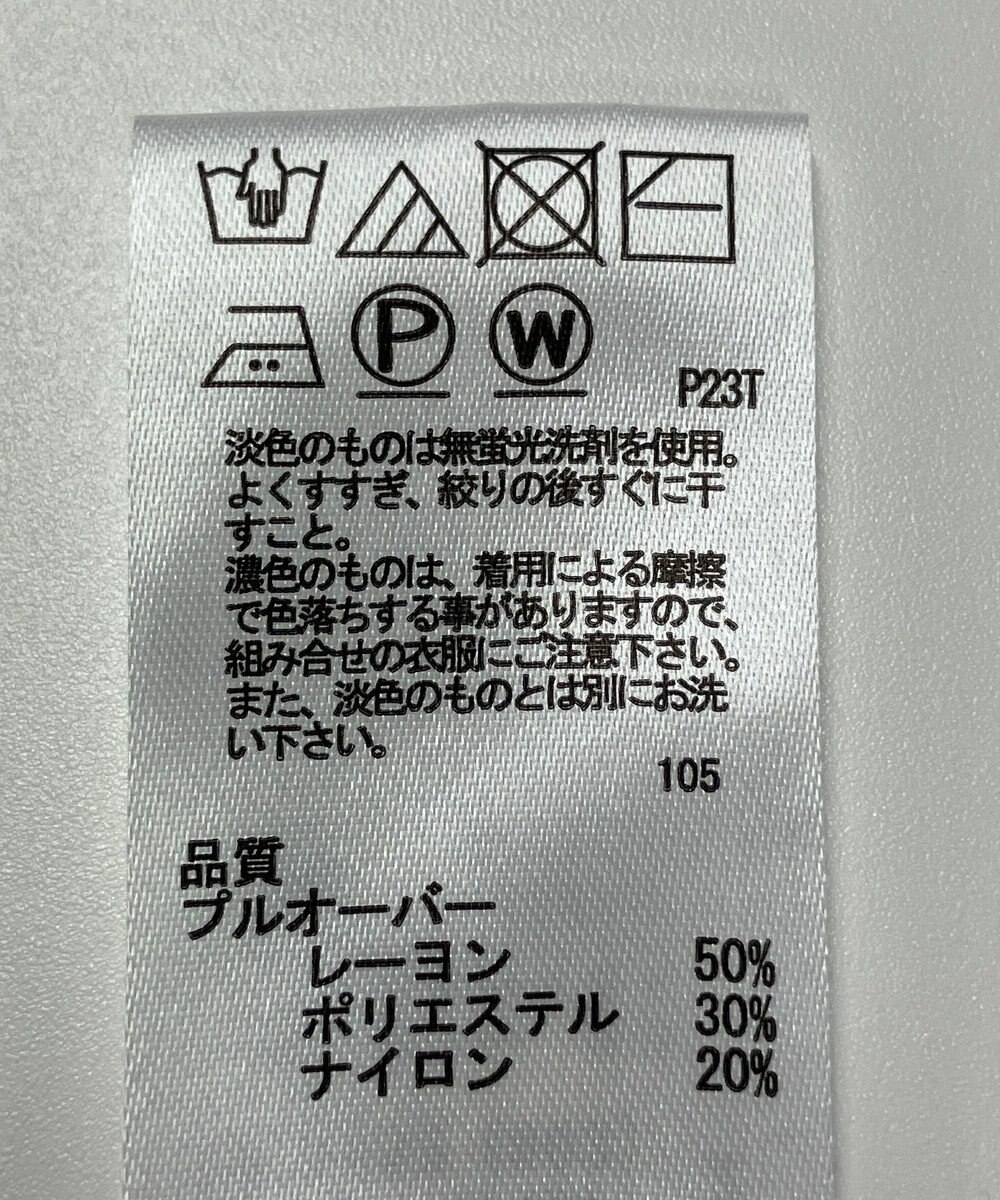 P W
P23T
淡色のものは無蛍光洗剤を使用。
よくすすぎ、絞りの後すぐに干
すこと。
濃色のものは、着用による摩擦
で色落ちする事がありますので、
組み合せの衣服にご注意下さい。
また、淡色のものとは別にお洗
い下さい。
105
品質
プルオーバー
レーヨン 50%
ポリエステル 30%
ナイロン 20%